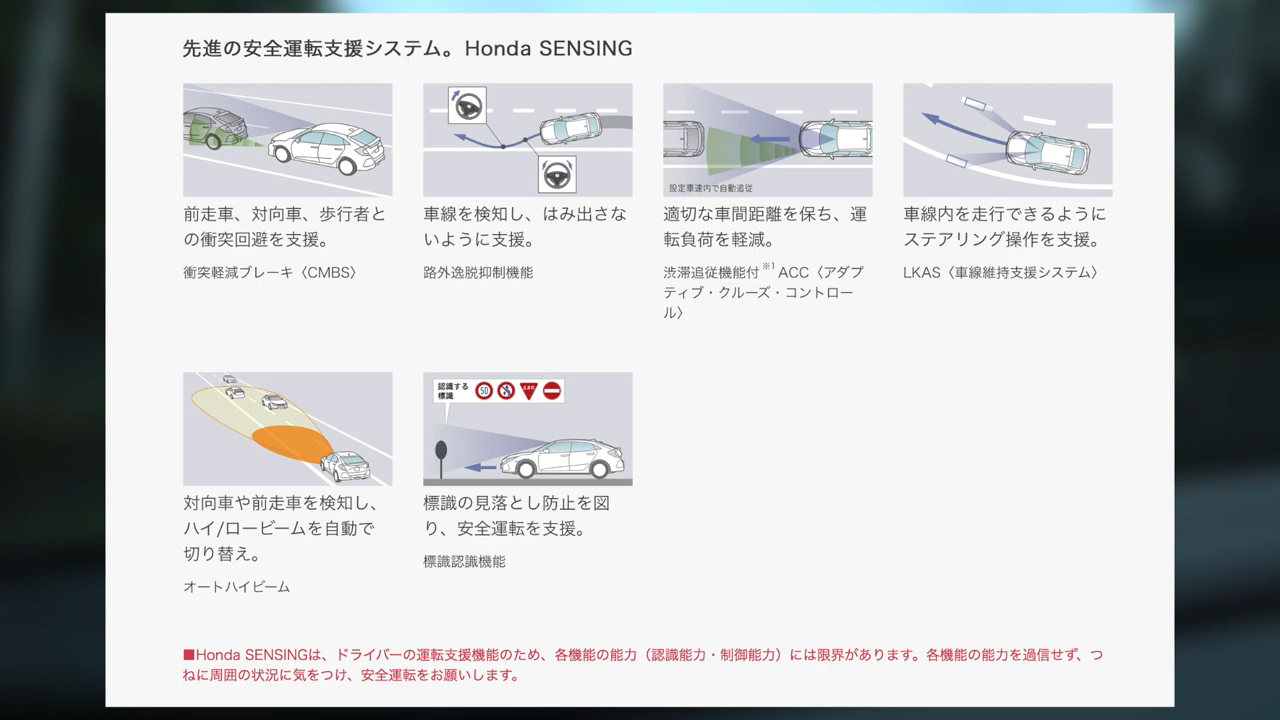 先進の安全運転支援システム。Honda SENSING
設定車速内で自動追従
前走車、対向車、歩行者と
の衝突回避を支援。
衝突軽減ブレーキ〈CMBS〉
車線を検知し、はみ出さな
いように支援。
路外逸脱抑制機能
適切な車間距離を保ち、運
転負荷を軽減。
渋滞追従機能付※1 ACC〈アダプ
ティブ・クルーズ・コントロー
ル〉
車線内を走行できるように
ステアリング操作を支援。
LKAS〈車線維持支援システム〉
対向車や前走車を検知し、
ハイ/ロービームを自動で
切り替え。
オートハイビーム
認識する
標識
50
止まれ
標識の見落とし防止を図
り、安全運転を支援。
標識認識機能
■Honda SENSINGは、ドライバーの運転支援機能のため、各機能の能力（認識能力・制御能力）には限界があります。各機能の能力を過信せず、つ
ねに周囲の状況に気をつけ、安全運転をお願いします。